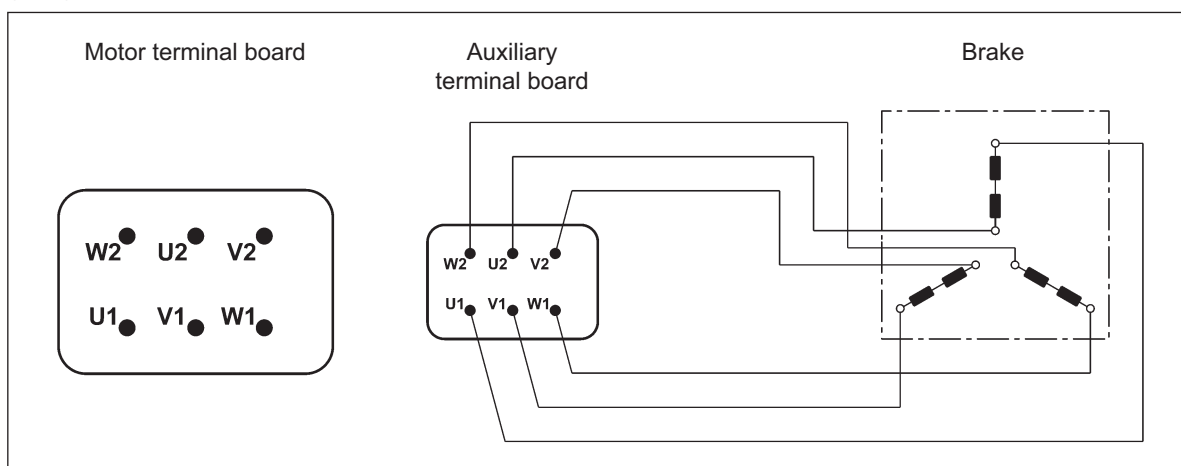 Motor terminal board
Auxiliary
terminal board
Brake
W2 U2 V2
U1 V1 W1
W2 U2 V2
U1 V1 W1